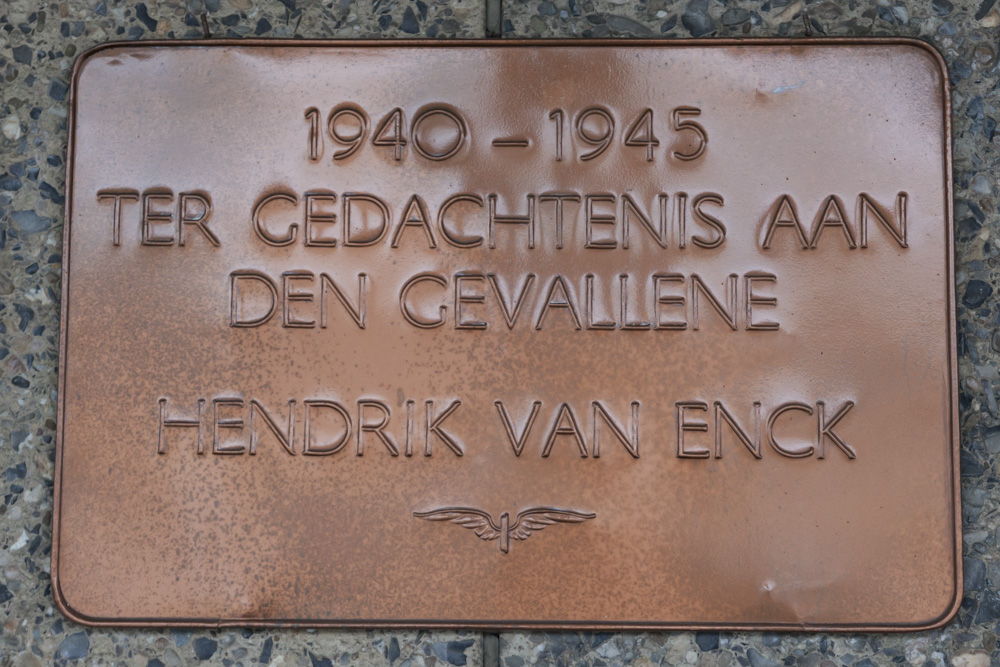 1940 – 1945
TER GEDACHTENIS AAN
DEN GEVALLENE
HENDRIK VAN ENCK